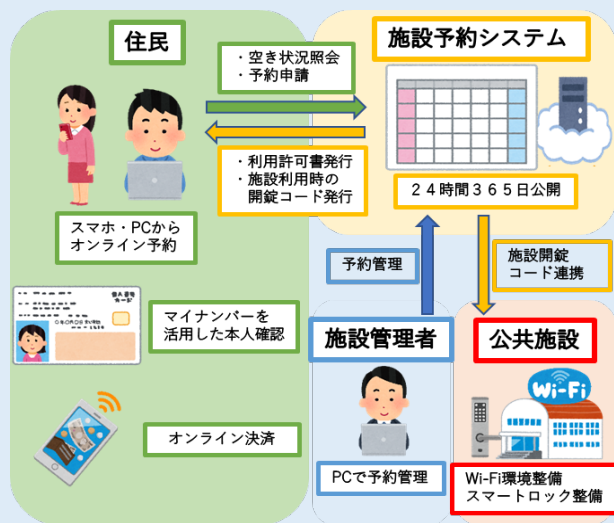 住民
・空き状況照会
・予約申請
施設予約システム
・利用許可書発行
・施設利用時の
開錠コード発行
２４時間３６５日公開
スマホ・PCから
オンライン予約
予約管理
施設開錠
コード連携
個人番号
カード
マイナンバーを
活用した本人確認
施設管理者
公共施設
Wi-Fi
オンライン決済
PCで予約管理
Wi-Fi環境整備
スマートロック整備